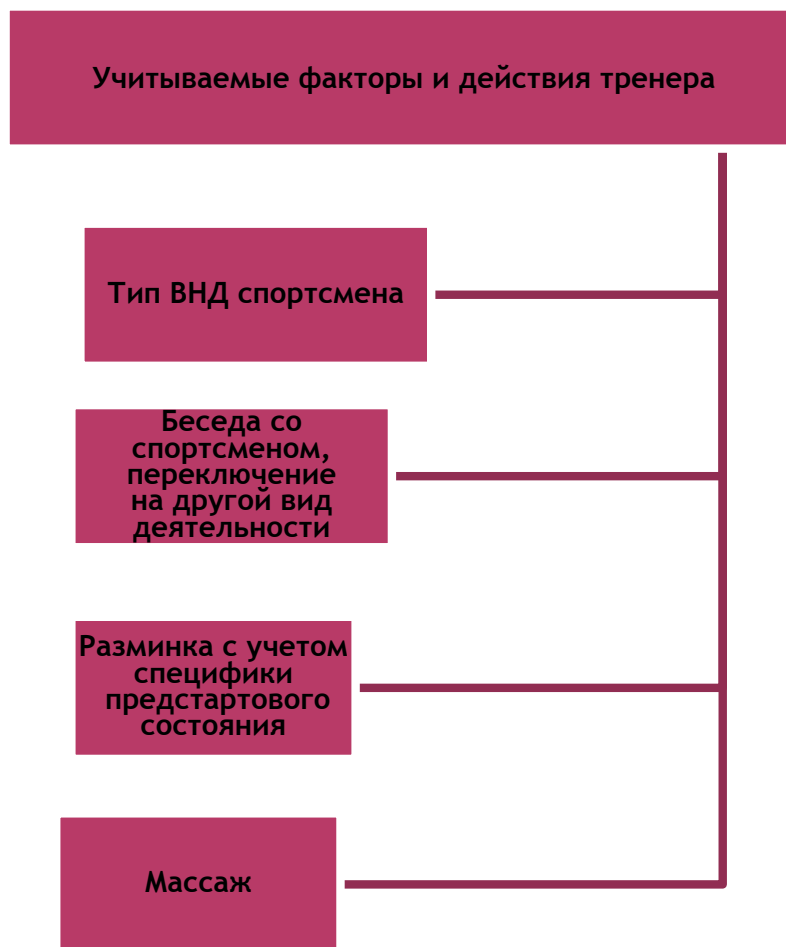 Учитываемые факторы и действия тренера
Тип ВНД спортсмена
Беседа со
спортсменом,
переключение
на другой вид
деятельности
Разминка с учетом
специфики
предстартового
состояния
Массаж